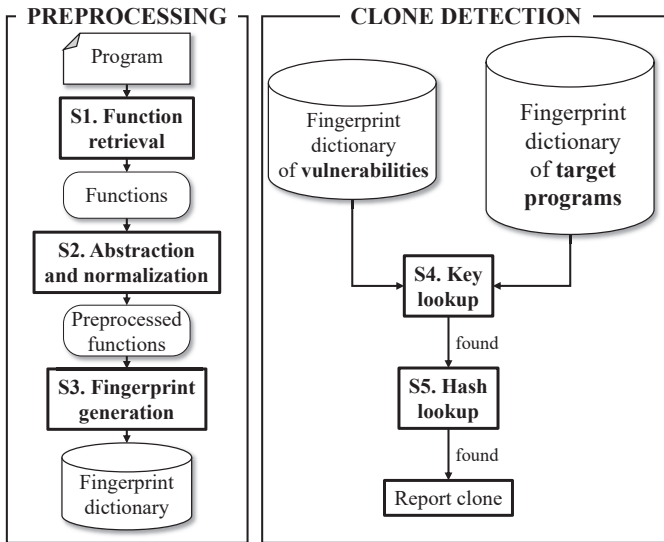 PREPROCESSING
Program
S1. Function
retrieval
Functions
S2. Abstraction
and normalization
Preprocessed
functions
S3. Fingerprint
generation
Fingerprint
dictionary
CLONE DETECTION
Fingerprint
dictionary
of vulnerabilities
Fingerprint
dictionary
of target
programs
S4. Key
lookup
found
S5. Hash
lookup
found
Report clone